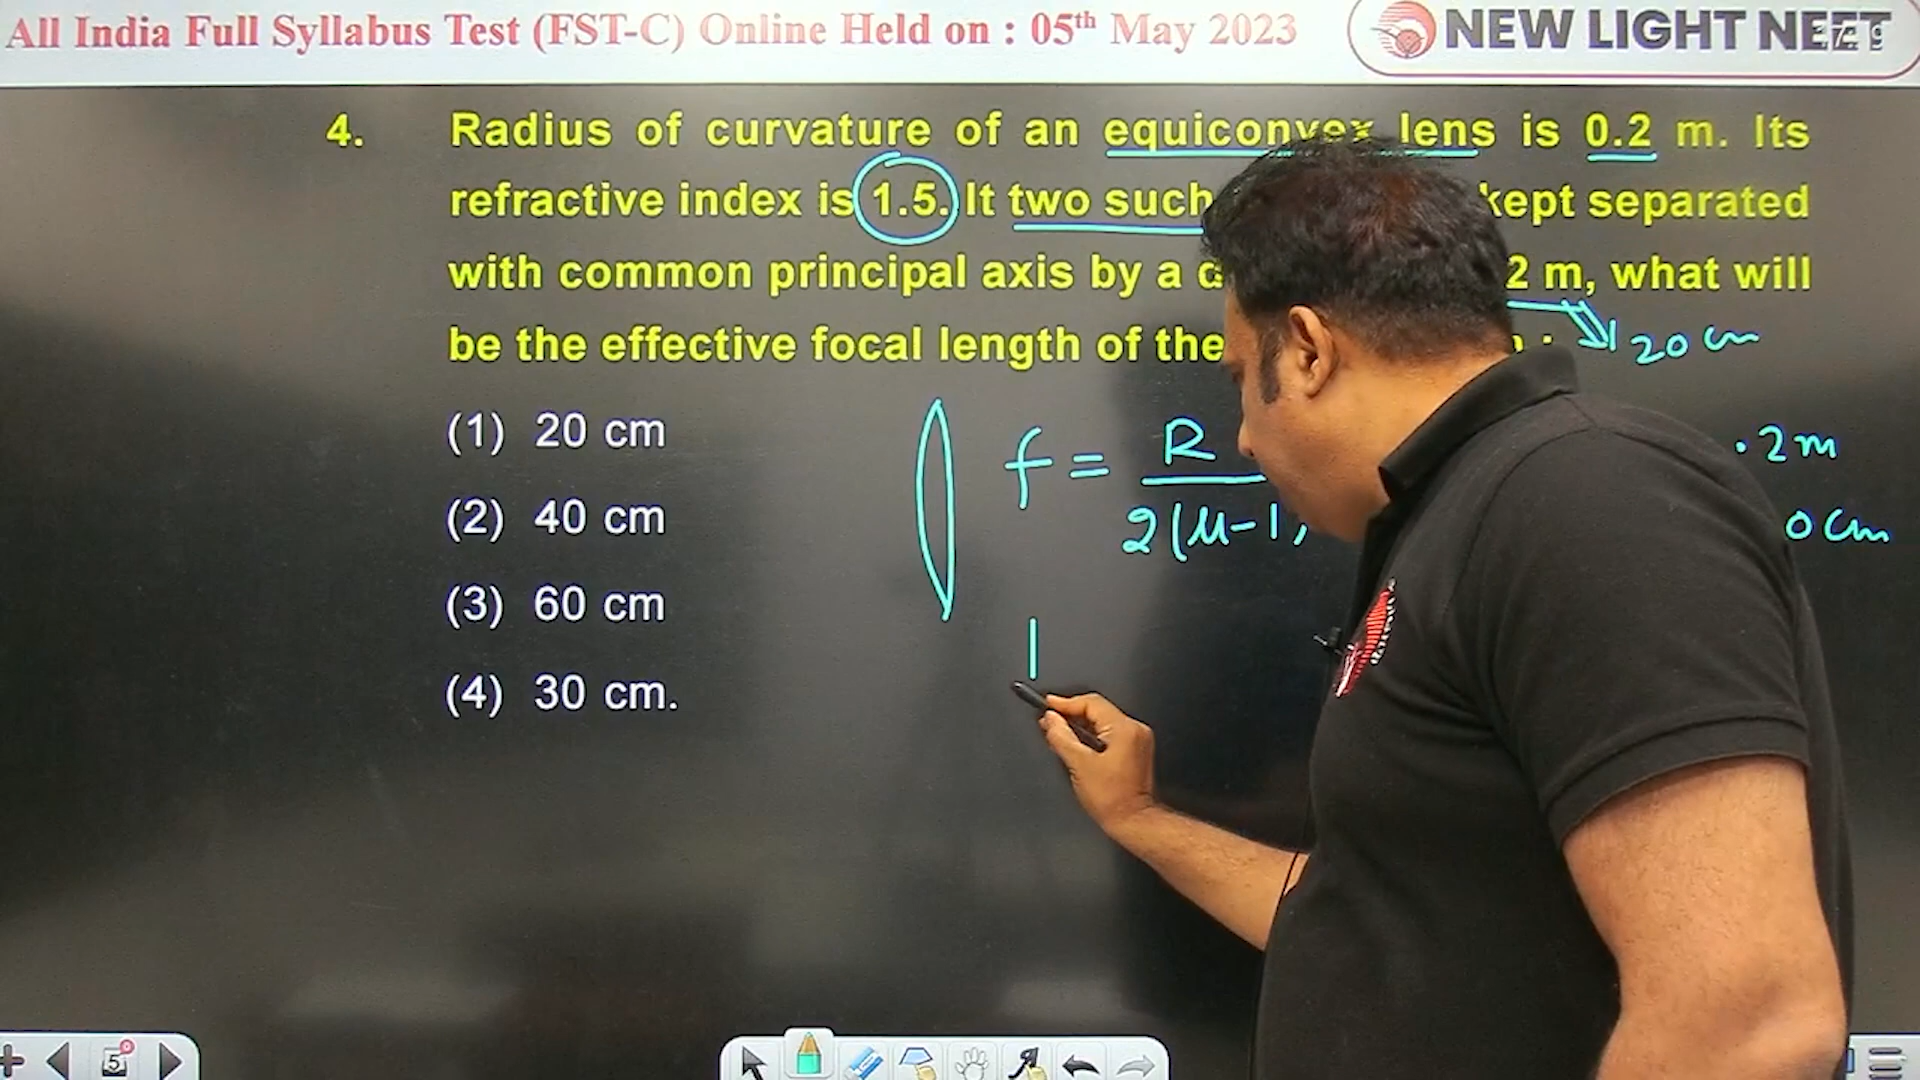 All India Full Syllabus Test (FST-C) Online Held on : 05th May 2023
NEW LIGHT NEET
4. Radius of curvature of an equiconvex lens is 0.2 m. Its
refractive index is 1.5. It two such kept separated
with common principal axis by a 2 m, what will
be the effective focal length of the
20 cm
(1) 20 cm
(2) 40 cm
(3) 60 cm
(4) 30 cm.
f = R
2(μ-1)
.2m
0cm
1
5